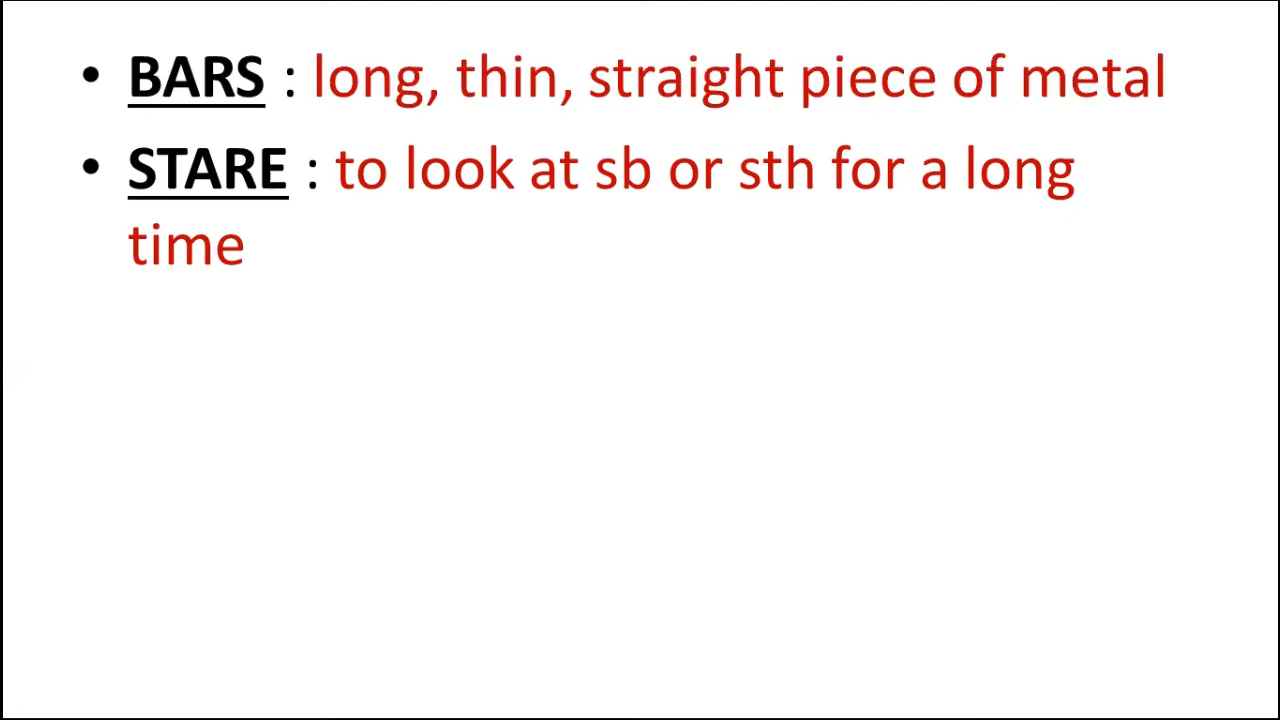 • BARS : long, thin, straight piece of metal
• STARE : to look at sb or sth for a long
time